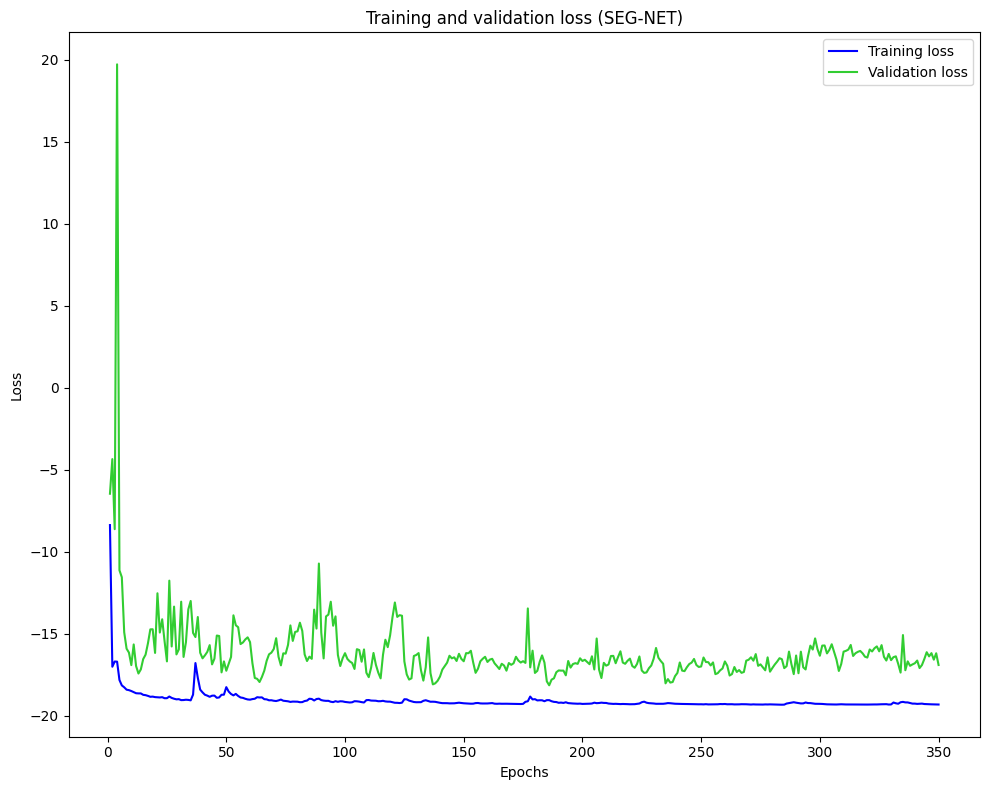 Training and validation loss (SEG-NET)
Training loss
Validation loss
Loss
20
15
10
5
0
−5
−10
−15
−20
0 50 100 150 200 250 300 350
Epochs